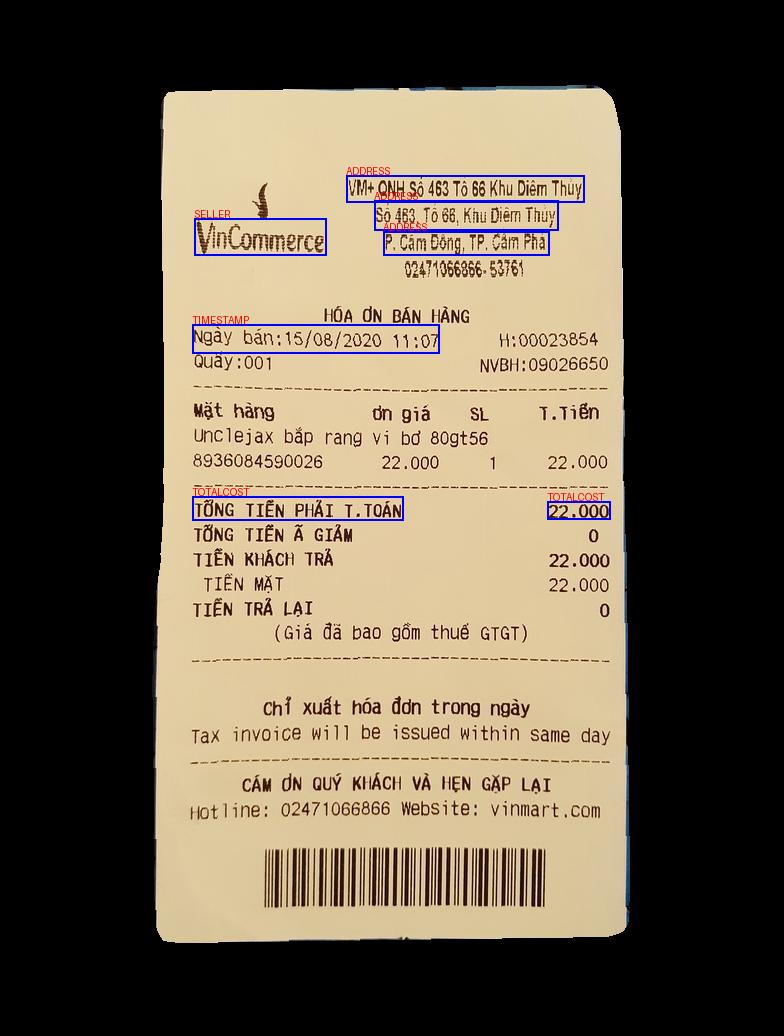 ADDRESS
VM+ QNH Số 463 Tổ 66 Khu Diêm Thủy
ADDRESS
Số 463, Tổ 66, Khu Diêm Thủy
SELLER
VinCommerce
ADDRESS
P. Cẩm Đông, TP. Cẩm Phả
02471066866-53761
HÓA ƠN BÁN HÀNG
TIMESTAMP
Ngày bán:15/08/2020 11:07 H:00023854
Quầy:001 NVBH:09026650
Mặt hàng ơn giá SL T.Tiền
Unclejax bắp rang vi bơ 80gt56
8936084590026 22.000 1 22.000
TOTALCOST TOTALCOST
TỔNG TIỀN PHẢI T.TOÁN 22.000
TỔNG TIỀN Ã GIẢM 0
TIỀN KHÁCH TRẢ 22.000
TIỀN MẶT 22.000
TIỀN TRẢ LẠI 0
(Giá đã bao gồm thuế GTGT)
Chỉ xuất hóa đơn trong ngày
Tax invoice will be issued within same day
CÁM ƠN QUÝ KHÁCH VÀ HẸN GẶP LẠI
Hotline: 02471066866 Website: vinmart.com